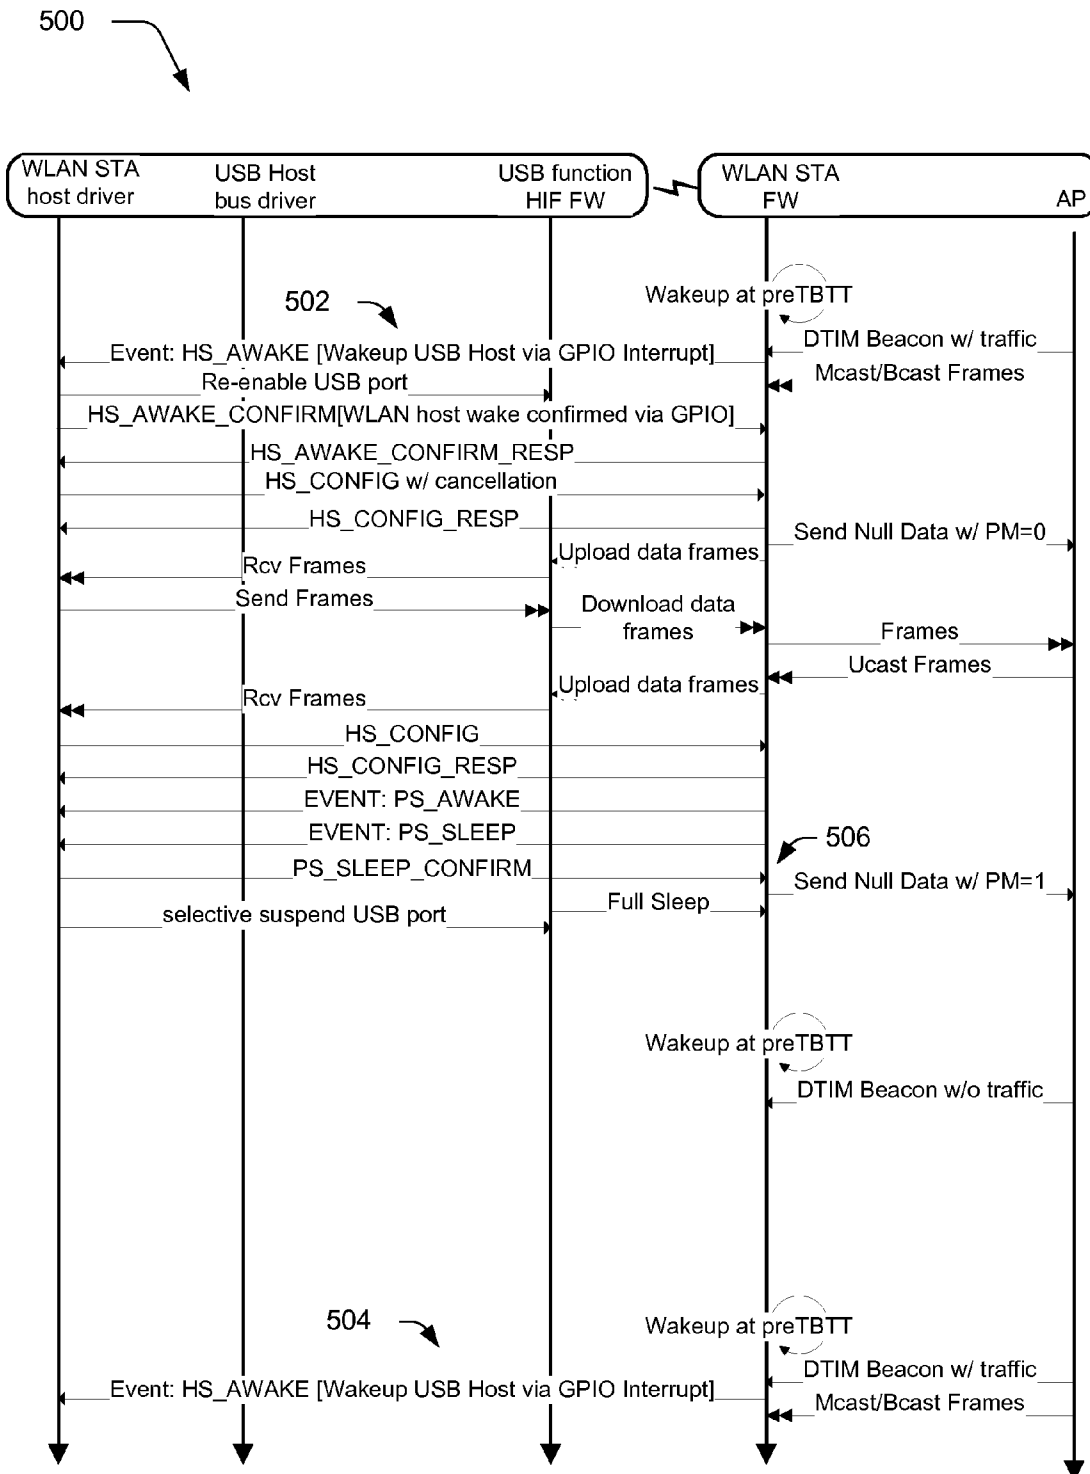 500
WLAN STA
host driver
USB Host
bus driver
USB function
HIF FW
WLAN STA
FW
AP
Wakeup at preTBTT
502
DTIM Beacon w/ traffic
Event: HS_AWAKE [Wakeup USB Host via GPIO Interrupt]
Mcast/Bcast Frames
Re-enable USB port
HS_AWAKE_CONFIRM[WLAN host wake confirmed via GPIO]
HS_AWAKE_CONFIRM_RESP
HS_CONFIG w/ cancellation
HS_CONFIG_RESP
Send Null Data w/ PM=0
Upload data frames
Rcv Frames
Send Frames
Download data
frames
Frames
Ucast Frames
Upload data frames
Rcv Frames
HS_CONFIG
HS_CONFIG_RESP
EVENT: PS_AWAKE
EVENT: PS_SLEEP
506
PS_SLEEP_CONFIRM
Send Null Data w/ PM=1
Full Sleep
selective suspend USB port
Wakeup at preTBTT
DTIM Beacon w/o traffic
504
Wakeup at preTBTT
DTIM Beacon w/ traffic
Event: HS_AWAKE [Wakeup USB Host via GPIO Interrupt]
Mcast/Bcast Frames